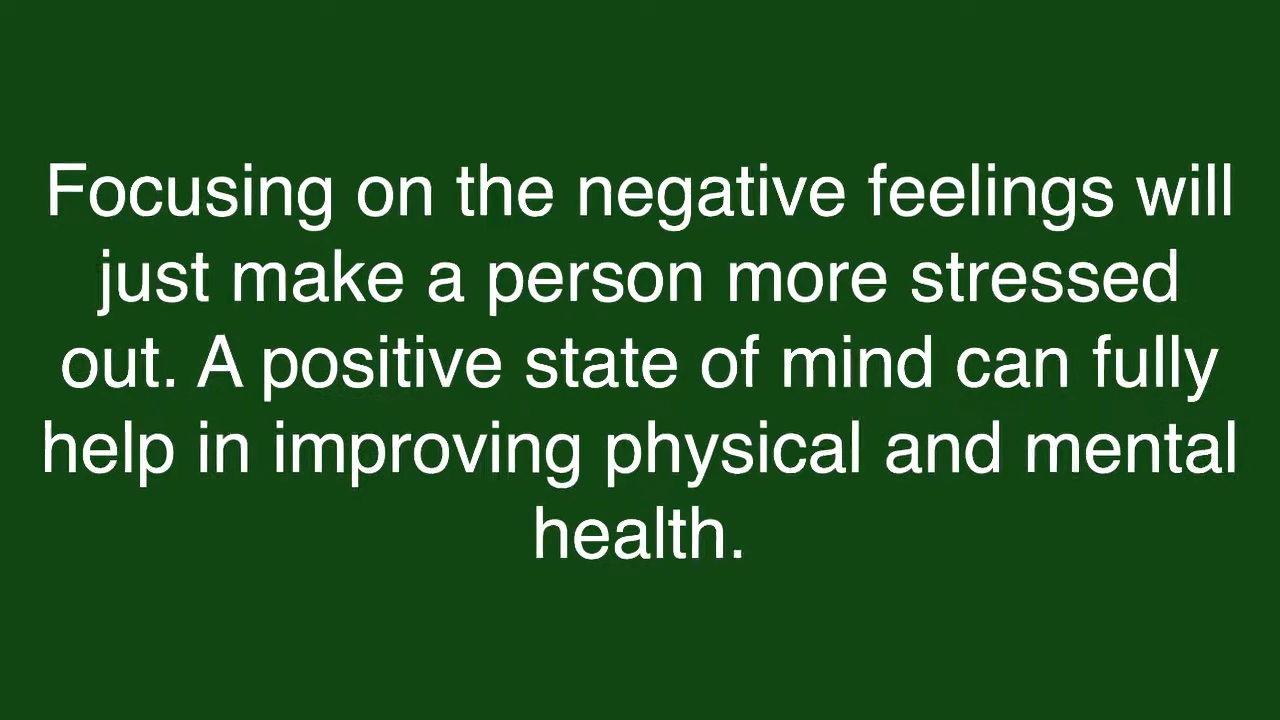 Focusing on the negative feelings will
just make a person more stressed
out. A positive state of mind can fully
help in improving physical and mental
health.